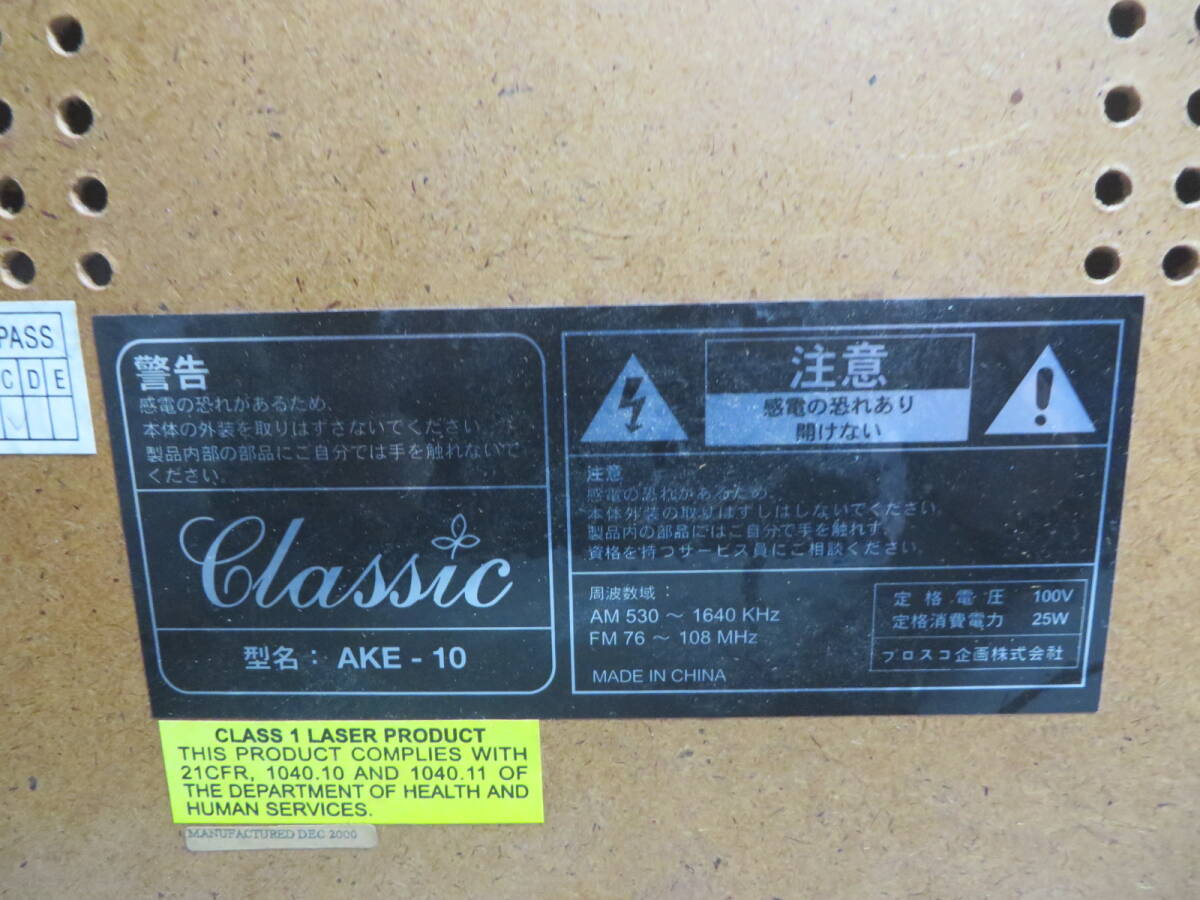 PASS
C D E
警告
感電の恐れがあるため、
本体の外装を取りはずさないてください。
製品内部の部品にこ自分では手を触れないで
ください。
Classic
型名： AKE - 10
注意
感電の恐れあり
開けない
注意
感電の恐れがあるため、
本体外装の取りはずしはしないてください。
製品内の部品にはご自分で手を触れず、
資格を持つサービス員にご相談ください。
周波数域：
AM 530 ～ 1640 KHz
FM 76 ～ 108 MHz
MADE IN CHINA
定格電圧 100V
定格消費電力 25W
プロスコ企画株式会社
CLASS 1 LASER PRODUCT
THIS PRODUCT COMPLIES WITH
21CFR, 1040.10 AND 1040.11 OF
THE DEPARTMENT OF HEALTH AND
HUMAN SERVICES.
MANUFACTURED DEC 2000